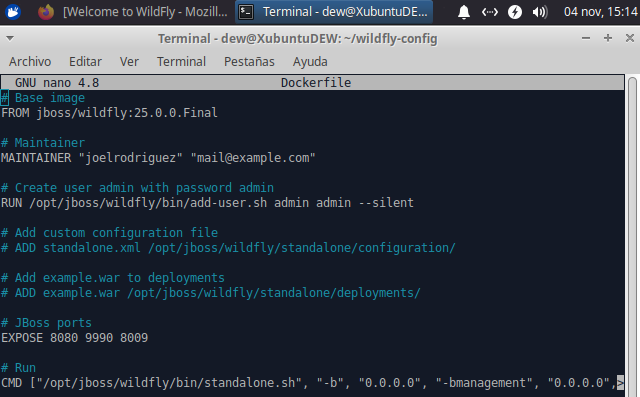 [Welcome to WildFly - Mozill...
Terminal - dew@XubuntuDE...
04 nov, 15:14
Terminal - dew@XubuntuDEW: ~/wildfly-config
Archivo Editar Ver Terminal Pestañas Ayuda
GNU nano 4.8 Dockerfile
# Base image
FROM jboss/wildfly:25.0.0.Final
# Maintainer
MAINTAINER "joelrodriguez" "mail@example.com"
# Create user admin with password admin
RUN /opt/jboss/wildfly/bin/add-user.sh admin admin --silent
# Add custom configuration file
# ADD standalone.xml /opt/jboss/wildfly/standalone/configuration/
# Add example.war to deployments
# ADD example.war /opt/jboss/wildfly/standalone/deployments/
# JBoss ports
EXPOSE 8080 9990 8009
# Run
CMD ["/opt/jboss/wildfly/bin/standalone.sh", "-b", "0.0.0.0", "-bmanagement", "0.0.0.0",>